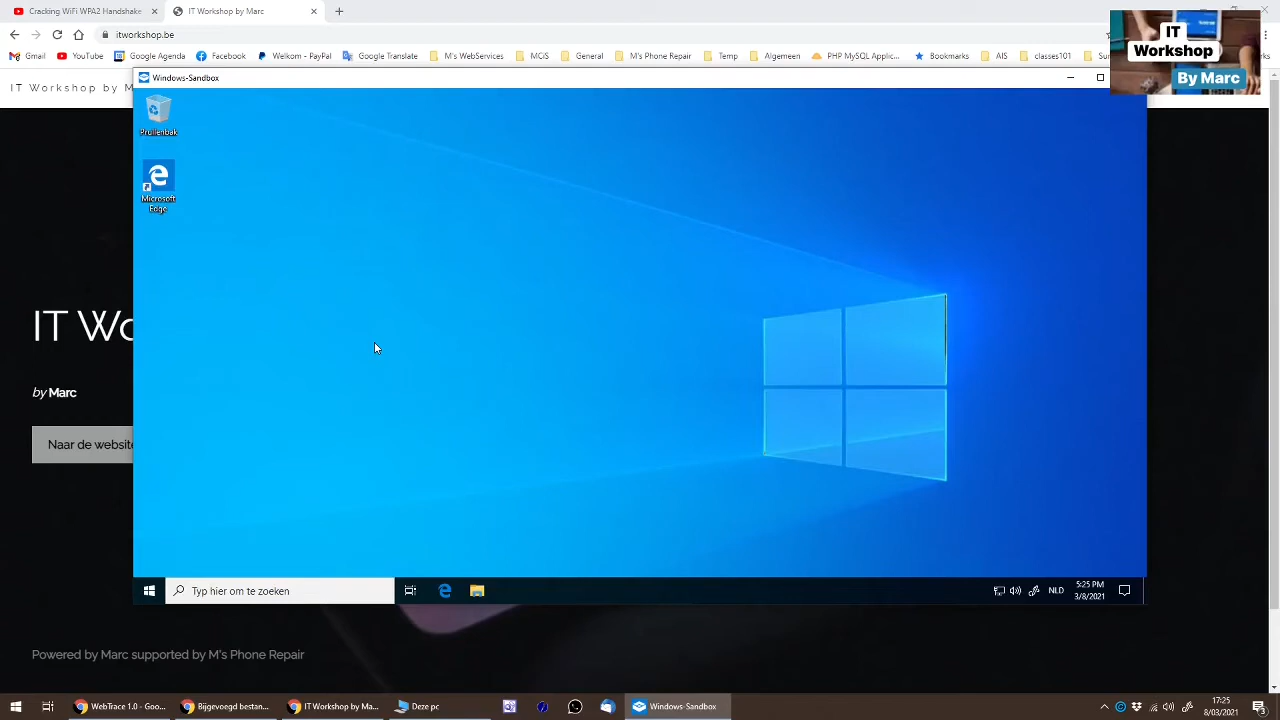 Cracking WiFi WPA2 Handshake
IT Workshop by Marc
itworkshop.be
Gmail
YouTube
Google Agenda
Facebook
Welkom - PayPal
Google Translate
MCSA
General
M's Phone Repair
Temp
Algemeen
PHP MySQL Applic...
Bookmarks
AIS
classes101
IT
Workshop
By Marc
IT Workshop by M
Windows-Sandbox
Prullenbak
Microsoft
Edge
IT Wo
by Marc
Naar de website
Typ hier om te zoeken
NLD
5:25 PM
3/8/2021
Powered by Marc supported by M's Phone Repair
WebTrace 1.0 - Goo...
Bijgevoegd bestan...
IT Workshop by Ma...
Deze pc
Windows-Sandbox
17:25
8/03/2021